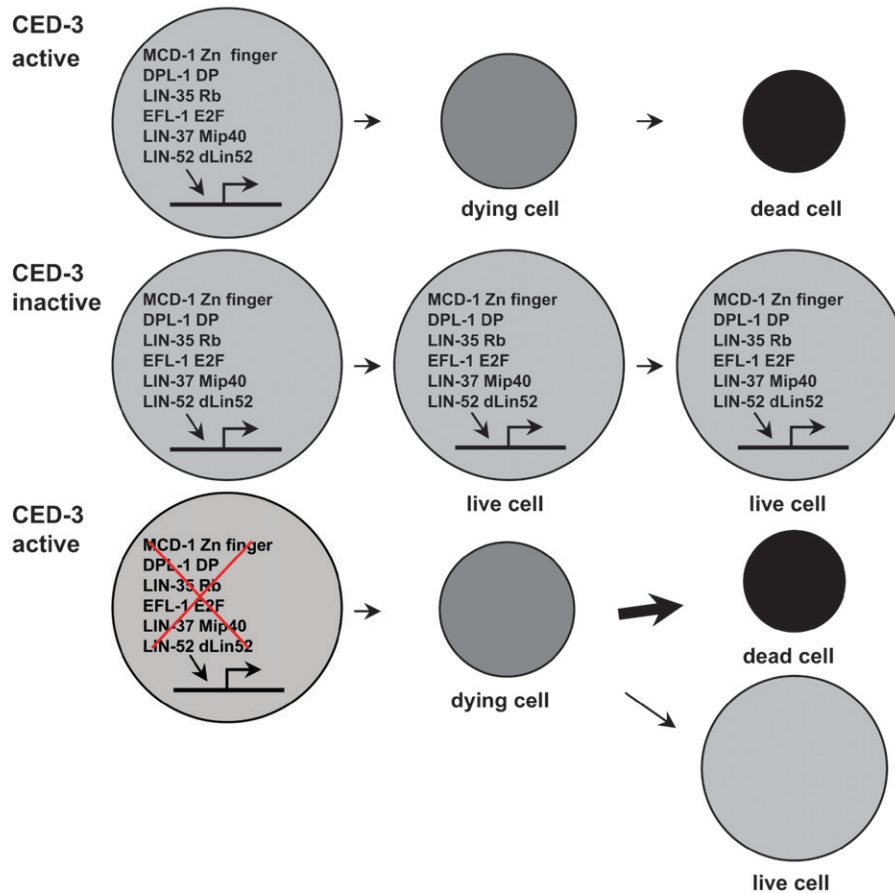 CED-3
active
MCD-1 Zn finger
DPL-1 DP
LIN-35 Rb
EFL-1 E2F
LIN-37 Mip40
LIN-52 dLin52
dying cell
dead cell
CED-3
inactive
MCD-1 Zn finger
DPL-1 DP
LIN-35 Rb
EFL-1 E2F
LIN-37 Mip40
LIN-52 dLin52
MCD-1 Zn finger
DPL-1 DP
LIN-35 Rb
EFL-1 E2F
LIN-37 Mip40
LIN-52 dLin52
live cell
MCD-1 Zn finger
DPL-1 DP
LIN-35 Rb
EFL-1 E2F
LIN-37 Mip40
LIN-52 dLin52
live cell
CED-3
active
MCD-1 Zn finger
DPL-1 DP
LIN-35 Rb
EFL-1 E2F
LIN-37 Mip40
LIN-52 dLin52
dying cell
dead cell
live cell